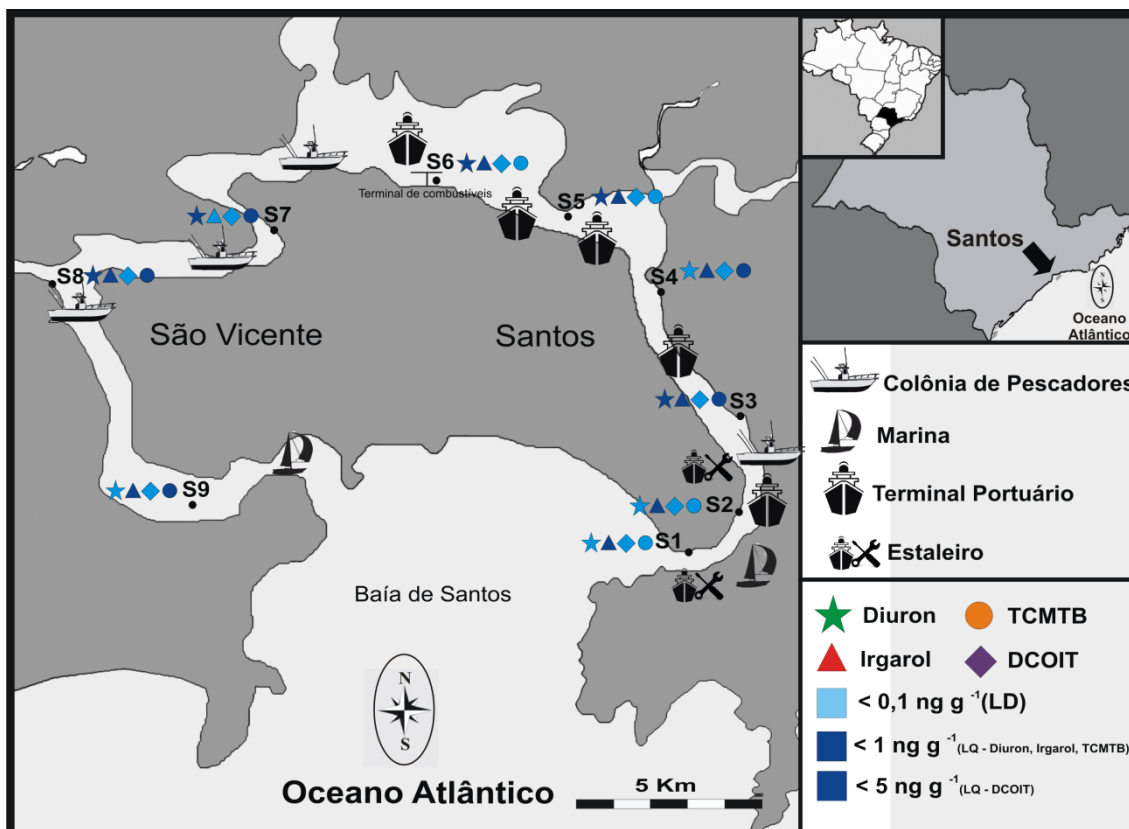 S6
Terminal de combustíveis
S5
S7
S8
S4
São Vicente
Santos
S3
S9
S2
S1
Baía de Santos
N
S
Oceano Atlântico
5 Km
Santos
N
S
Oceano
Atlântico
Colônia de Pescadores
Marina
Terminal Portuário
Estaleiro
Diuron
TCMTB
Irgarol
DCOIT
< 0,1 ng g -1 (LD)
< 1 ng g -1 (LQ - Diuron, Irgarol, TCMTB)
< 5 ng g -1 (LQ - DCOIT)